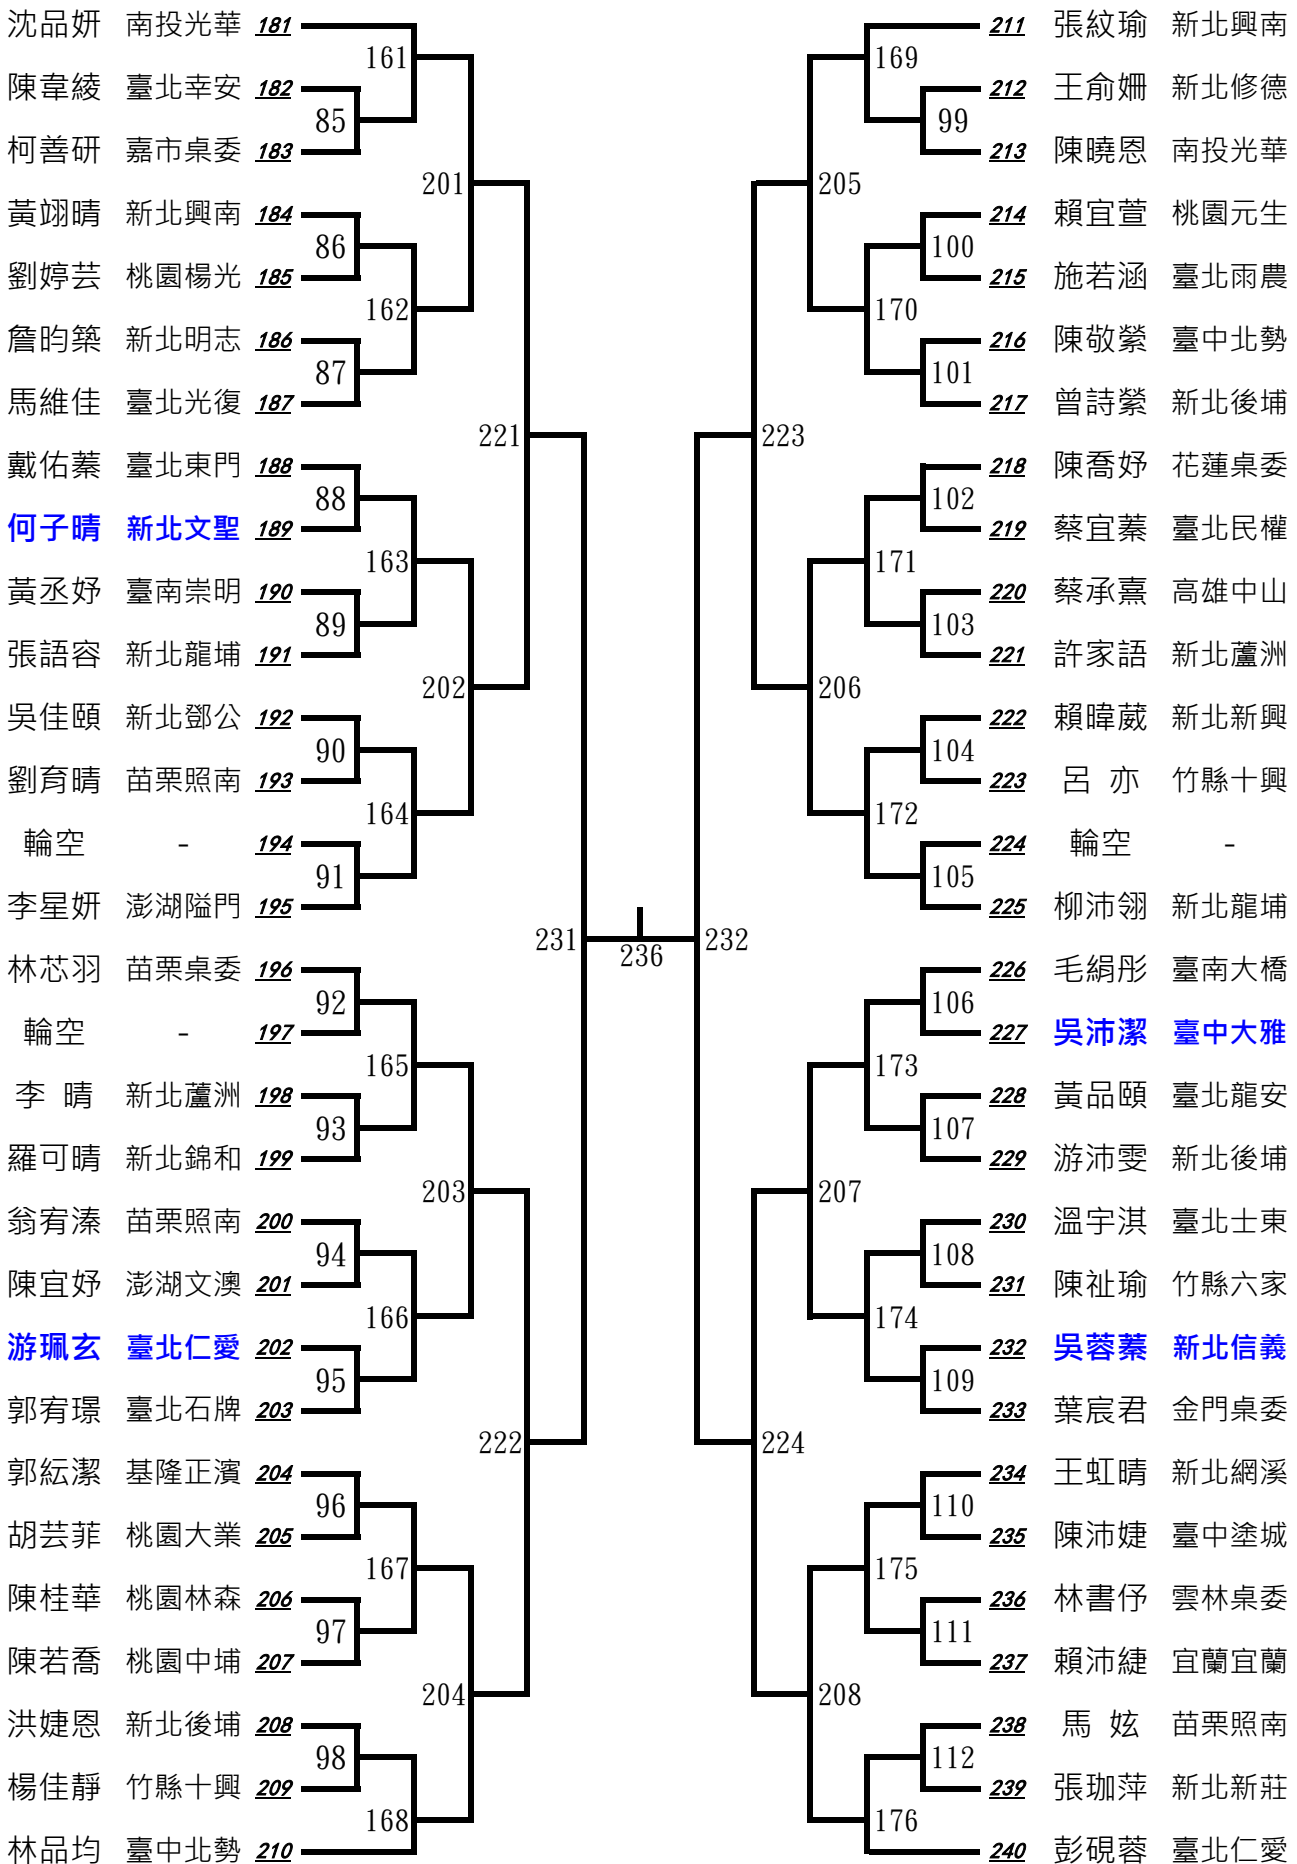 沈品妍 南投光華 181
陳韋綾 臺北幸安 182
柯善研 嘉市桌委 183
黃翊晴 新北興南 184
劉婷芸 桃園楊光 185
詹昀築 新北明志 186
馬維佳 臺北光復 187
戴佑蓁 臺北東門 188
何子晴 新北文聖 189
黃丞妤 臺南崇明 190
張語容 新北龍埔 191
吳佳頤 新北鄧公 192
劉育晴 苗栗照南 193
輪空 - 194
李星妍 澎湖隘門 195
林芯羽 苗栗桌委 196
輪空 - 197
李 晴 新北蘆洲 198
羅可晴 新北錦和 199
翁宥溱 苗栗照南 200
陳宜妤 澎湖文澳 201
游珮玄 臺北仁愛 202
郭宥璟 臺北石牌 203
郭紜潔 基隆正濱 204
胡芸菲 桃園大業 205
陳桂華 桃園林森 206
陳若喬 桃園中埔 207
洪婕恩 新北後埔 208
楊佳靜 竹縣十興 209
林品均 臺中北勢 210
85
86
87
88
89
90
91
92
93
94
95
96
97
98
161
162
163
164
165
166
167
168
201
202
203
204
221
222
231
236
232
223
224
205
206
207
208
169
170
171
172
173
174
175
176
99
100
101
102
103
104
105
106
107
108
109
110
111
112
211 張紋瑜 新北興南
212 王俞姍 新北修德
213 陳曉恩 南投光華
214 賴宜萱 桃園元生
215 施若涵 臺北雨農
216 陳敬縈 臺中北勢
217 曾詩縈 新北後埔
218 陳喬妤 花蓮桌委
219 蔡宜蓁 臺北民權
220 蔡承熹 高雄中山
221 許家語 新北蘆洲
222 賴暐葳 新北新興
223 呂 亦 竹縣十興
224 輪空 -
225 柳沛翎 新北龍埔
226 毛絹彤 臺南大橋
227 吳沛潔 臺中大雅
228 黃品頤 臺北龍安
229 游沛雯 新北後埔
230 溫宇淇 臺北士東
231 陳祉瑜 竹縣六家
232 吳蓉蓁 新北信義
233 葉宸君 金門桌委
234 王虹晴 新北網溪
235 陳沛婕 臺中塗城
236 林書伃 雲林桌委
237 賴沛緁 宜蘭宜蘭
238 馬 妶 苗栗照南
239 張珈萍 新北新莊
240 彭硯蓉 臺北仁愛